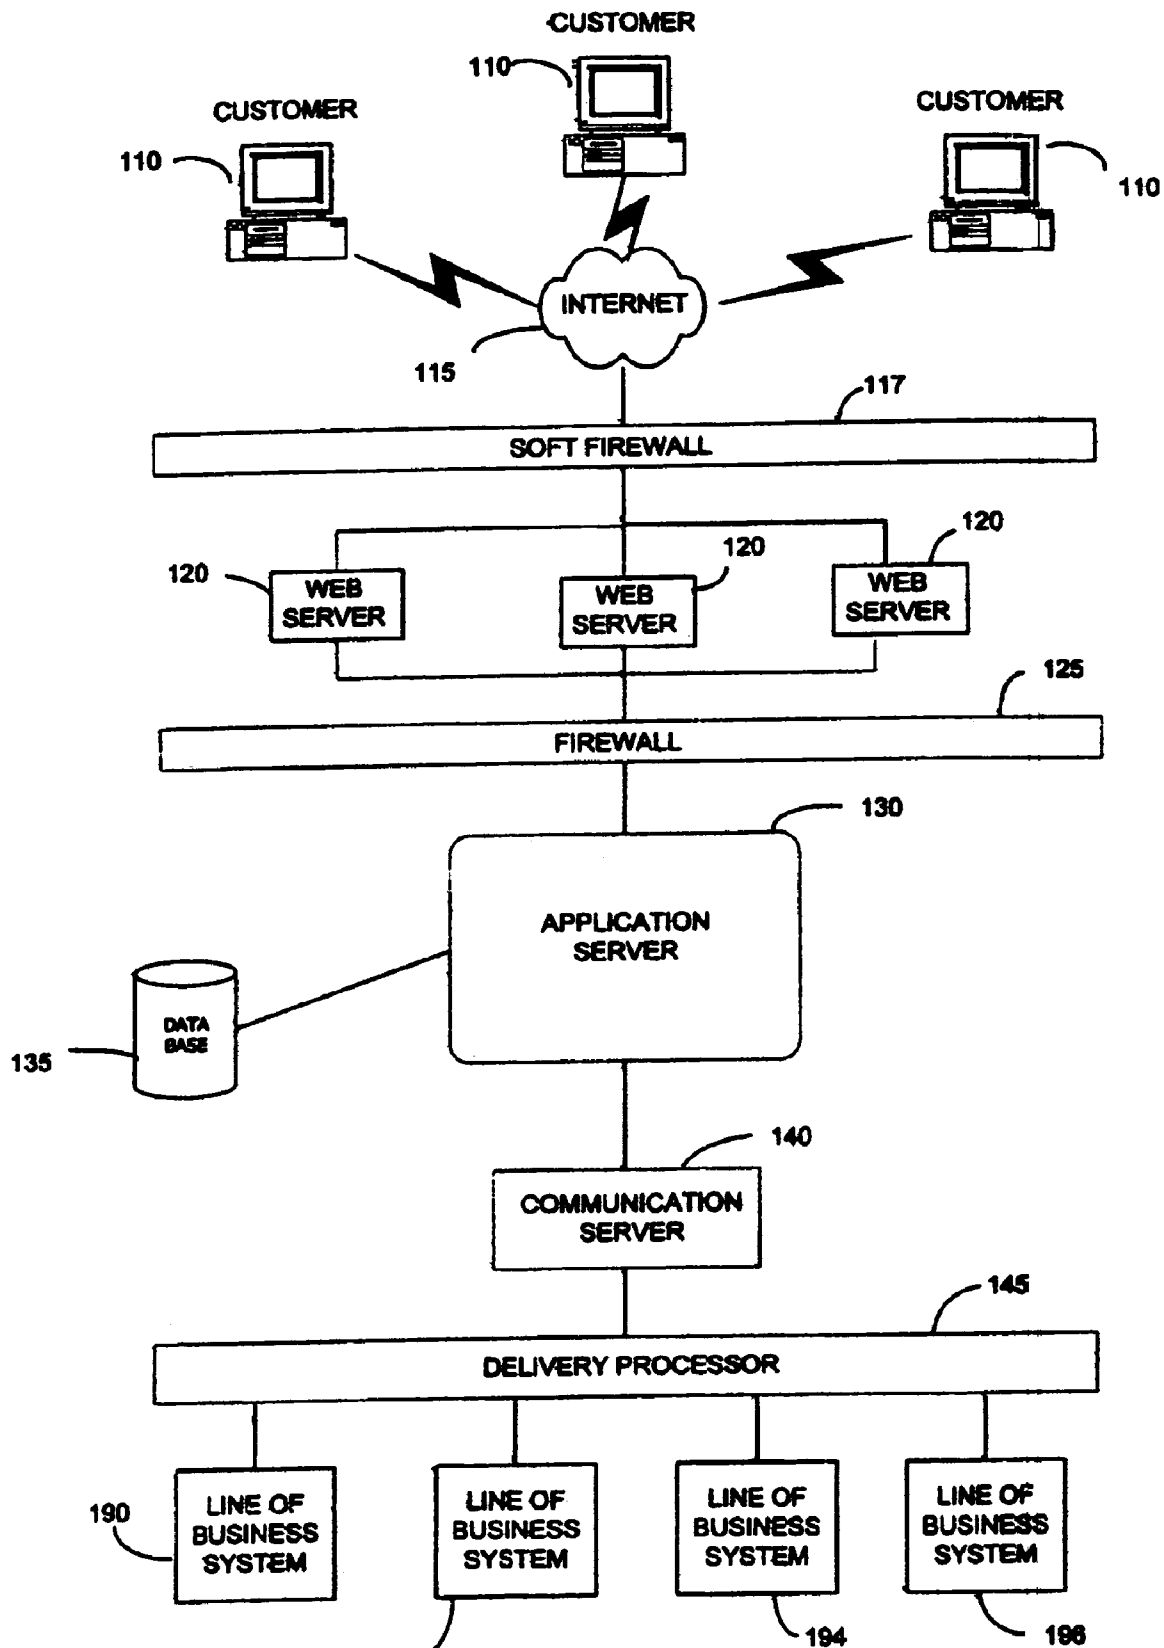 CUSTOMER
110
CUSTOMER
110
CUSTOMER
110
INTERNET
115
117
SOFT FIREWALL
120
WEB
SERVER
120
WEB
SERVER
120
WEB
SERVER
125
FIREWALL
130
APPLICATION
SERVER
DATA
BASE
135
140
COMMUNICATION
SERVER
145
DELIVERY PROCESSOR
190
LINE OF
BUSINESS
SYSTEM
LINE OF
BUSINESS
SYSTEM
LINE OF
BUSINESS
SYSTEM
194
LINE OF
BUSINESS
SYSTEM
196